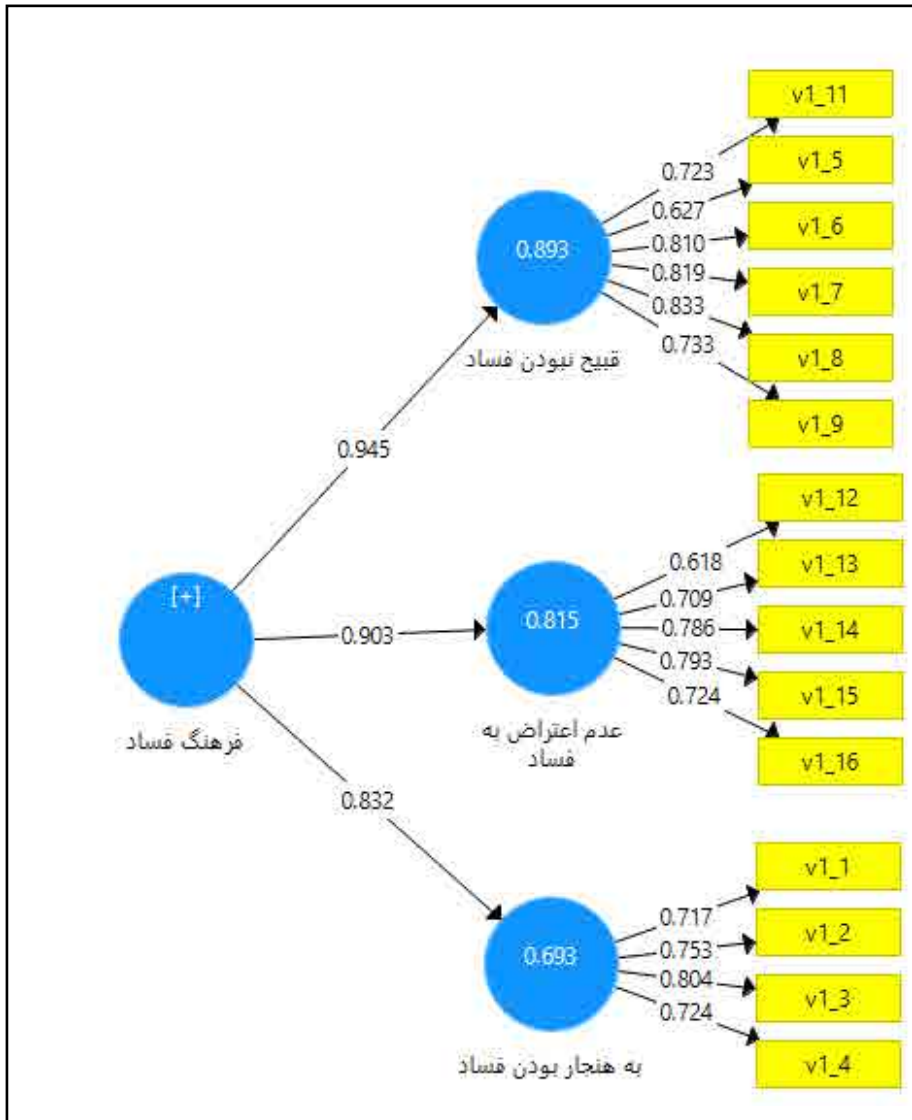 v1_11
0.723
v1_5
0.627
v1_6
0.810
0.893
v1_7
0.819
v1_8
0.833
v1_9
0.733
قبیح نبودن فساد
0.945
v1_12
0.618
v1_13
0.709
v1_14
0.786
0.815
v1_15
0.793
v1_16
0.724
عدم اعتراض به
فساد
[+]
0.903
فرهنگ فساد
0.832
v1_1
0.717
v1_2
0.753
0.693
v1_3
0.804
v1_4
0.724
به هنجار بودن فساد